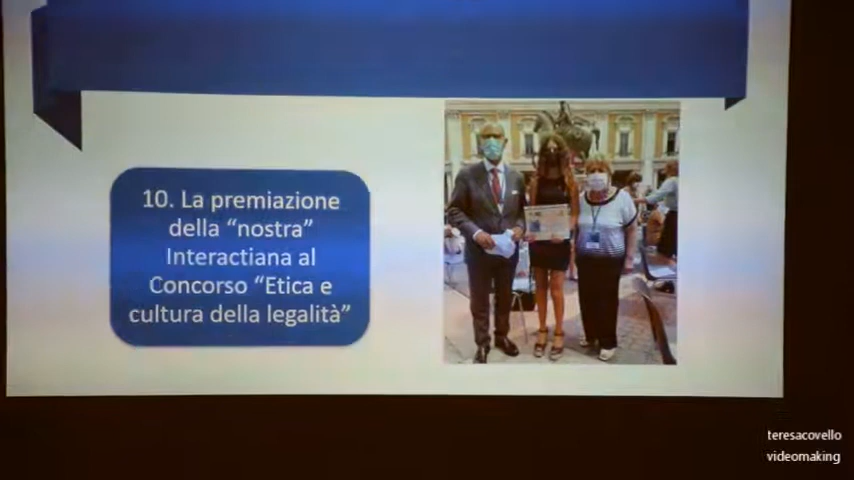 10. La premiazione
della “nostra”
Interactiana al
Concorso “Etica e
cultura della legalità”
teresacovello
videomaking